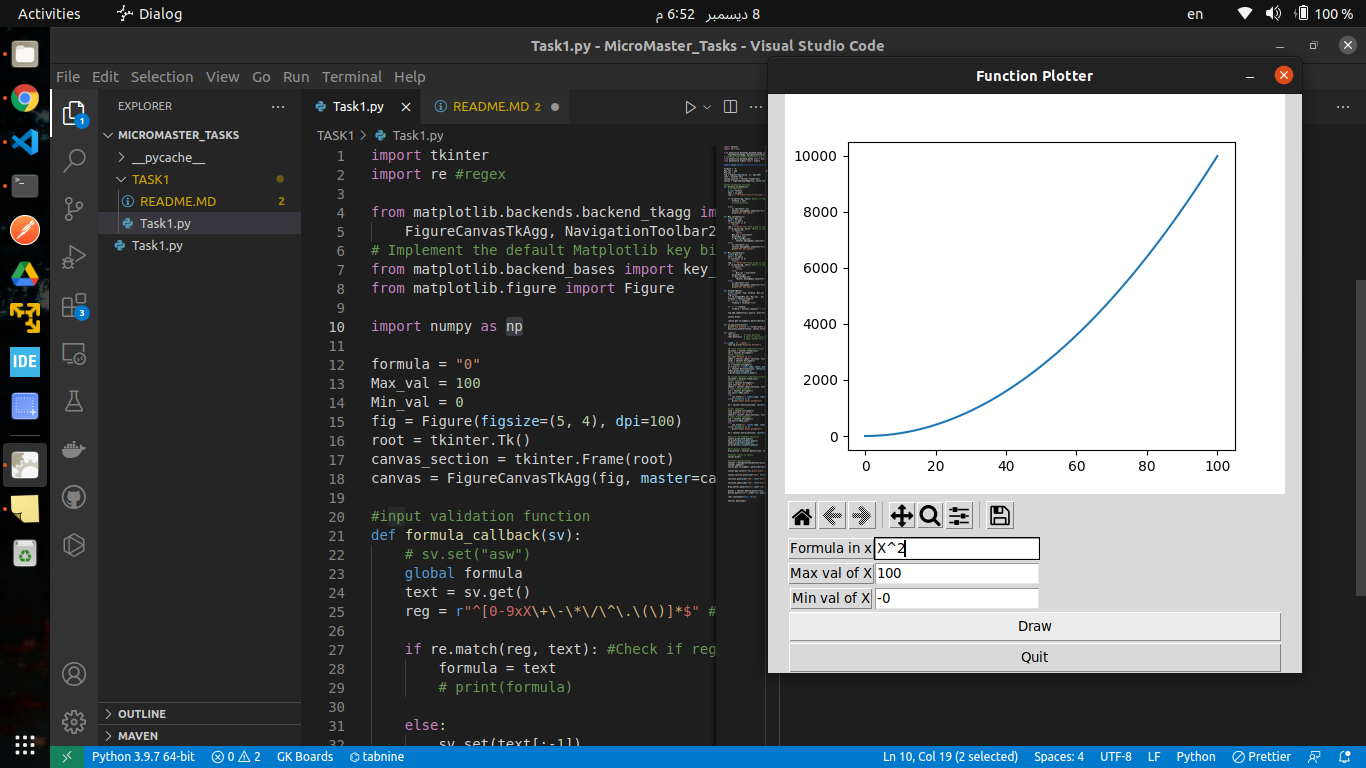 Activities
Dialog
8 ديسمبر 6:52 م
en
100 %
Task1.py - MicroMaster_Tasks - Visual Studio Code
File Edit Selection View Go Run Terminal Help
EXPLORER
MICROMASTER_TASKS
__pycache__
TASK1
README.MD 2
Task1.py
Task1.py
OUTLINE
MAVEN
1
3
IDE
Task1.py
README.MD 2
TASK1 > Task1.py
1 import tkinter
2 import re #regex
3
4 from matplotlib.backends.backend_tkagg im
5 FigureCanvasTkAgg, NavigationToolbar2
6 # Implement the default Matplotlib key bi
7 from matplotlib.backend_bases import key_
8 from matplotlib.figure import Figure
9
10 import numpy as np
11
12 formula = "0"
13 Max_val = 100
14 Min_val = 0
15 fig = Figure(figsize=(5, 4), dpi=100)
16 root = tkinter.Tk()
17 canvas_section = tkinter.Frame(root)
18 canvas = FigureCanvasTkAgg(fig, master=ca
19
20 #input validation function
21 def formula_callback(sv):
22 # sv.set("asw")
23 global formula
24 text = sv.get()
25 reg = r"^[0-9xX\+\-\*\/\^\.\(\)]*$" #
26
27 if re.match(reg, text): #Check if reg
28 formula = text
29 # print(formula)
30
31 else:
32 sv.set(text[:-1])
Function Plotter
10000
8000
6000
4000
2000
0
0 20 40 60 80 100
Formula in x X^2
Max val of X 100
Min val of X -0
Draw
Quit
Python 3.9.7 64-bit
0 2
GK Boards
tabnine
Ln 10, Col 19 (2 selected)
Spaces: 4
UTF-8
LF
Python
Prettier